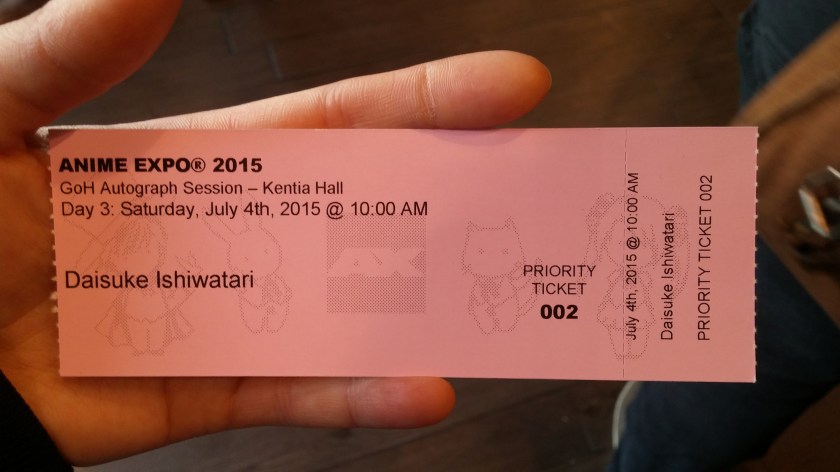 ANIME EXPO® 2015
GoH Autograph Session – Kentia Hall
Day 3: Saturday, July 4th, 2015 @ 10:00 AM
Daisuke Ishiwatari
AX
PRIORITY
TICKET
002
July 4th, 2015 @ 10:00 AM
Daisuke Ishiwatari
PRIORITY TICKET 002